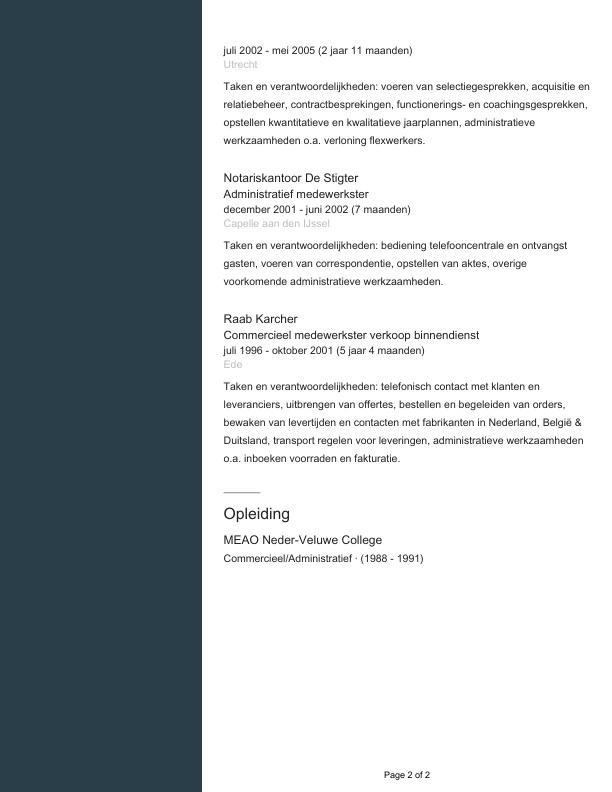 juli 2002 - mei 2005 (2 jaar 11 maanden)
Utrecht
Taken en verantwoordelijkheden: voeren van selectiegesprekken, acquisitie en
relatiebeheer, contractbesprekingen, functionerings- en coachingsgesprekken,
opstellen kwantitatieve en kwalitatieve jaarplannen, administratieve
werkzaamheden o.a. verloning flexwerkers.
Notariskantoor De Stigter
Administratief medewerkster
december 2001 - juni 2002 (7 maanden)
Capelle aan den IJssel
Taken en verantwoordelijkheden: bediening telefooncentrale en ontvangst
gasten, voeren van correspondentie, opstellen van aktes, overige
voorkomende administratieve werkzaamheden.
Raab Karcher
Commercieel medewerkster verkoop binnendienst
juli 1996 - oktober 2001 (5 jaar 4 maanden)
Ede
Taken en verantwoordelijkheden: telefonisch contact met klanten en
leveranciers, uitbrengen van offertes, bestellen en begeleiden van orders,
bewaken van levertijden en contacten met fabrikanten in Nederland, België &
Duitsland, transport regelen voor leveringen, administratieve werkzaamheden
o.a. inboeken voorraden en fakturatie.
Opleiding
MEAO Neder-Veluwe College
Commercieel/Administratief · (1988 - 1991)
Page 2 of 2